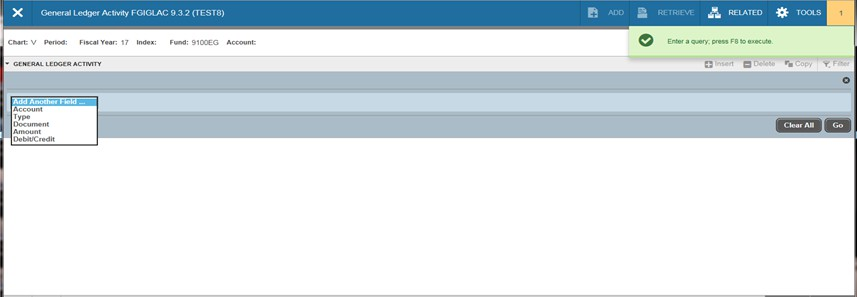 General Ledger Activity FGIGLAC 9.3.2 (TEST8)
ADD RETRIEVE RELATED TOOLS 1
Enter a query; press F8 to execute.
Chart: V Period: Fiscal Year: 17 Index: Fund: 9100EG Account:
GENERAL LEDGER ACTIVITY
Insert Delete Copy Filter
Add Another Field ...
Account
Type
Document
Amount
Debit/Credit
Clear All Go